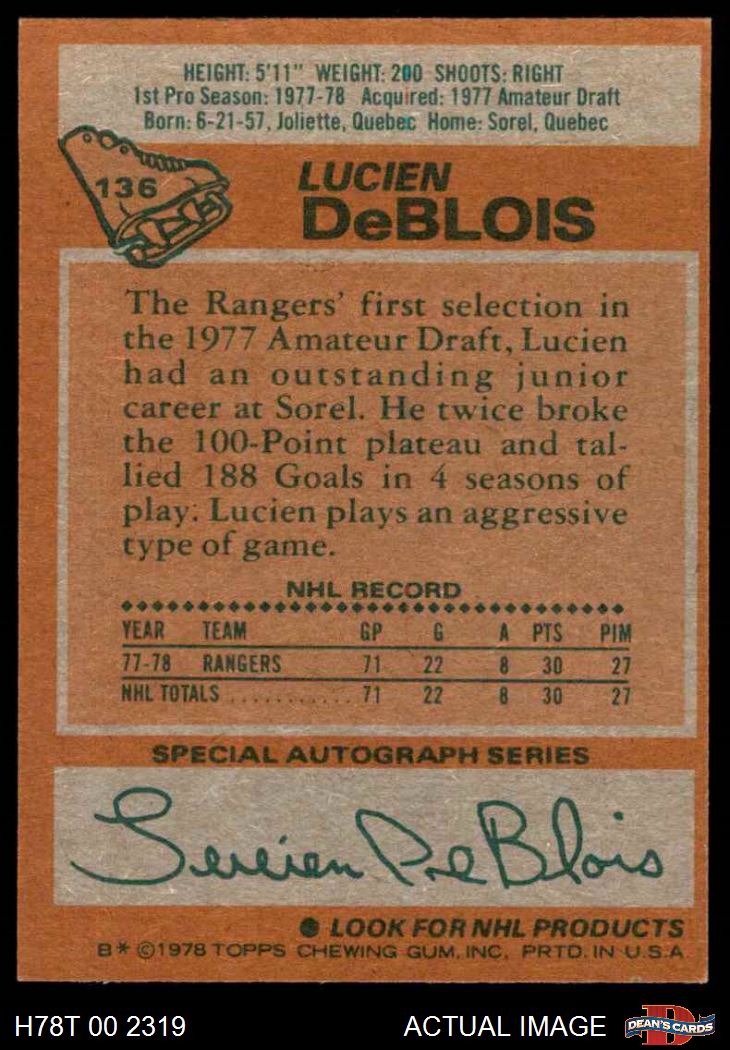 HEIGHT: 5'11" WEIGHT: 200 SHOOTS: RIGHT
1st Pro Season: 1977-78 Acquired: 1977 Amateur Draft
Born: 6-21-57, Joliette, Quebec Home: Sorel, Quebec
136
LUCIEN
DeBLOIS
The Rangers' first selection in
the 1977 Amateur Draft, Lucien
had an outstanding junior
career at Sorel. He twice broke
the 100-Point plateau and tal-
lied 188 Goals in 4 seasons of
play. Lucien plays an aggressive
type of game.
NHL RECORD
YEAR TEAM GP G A PTS PIM
77-78 RANGERS 71 22 8 30 27
NHL TOTALS ............ 71 22 8 30 27
SPECIAL AUTOGRAPH SERIES
Lucien DeBlois
LOOK FOR NHL PRODUCTS
B* ©1978 TOPPS CHEWING GUM, INC. PRTD. IN U.S.A.
H78T 00 2319 ACTUAL IMAGE D DEAN'S CARDS